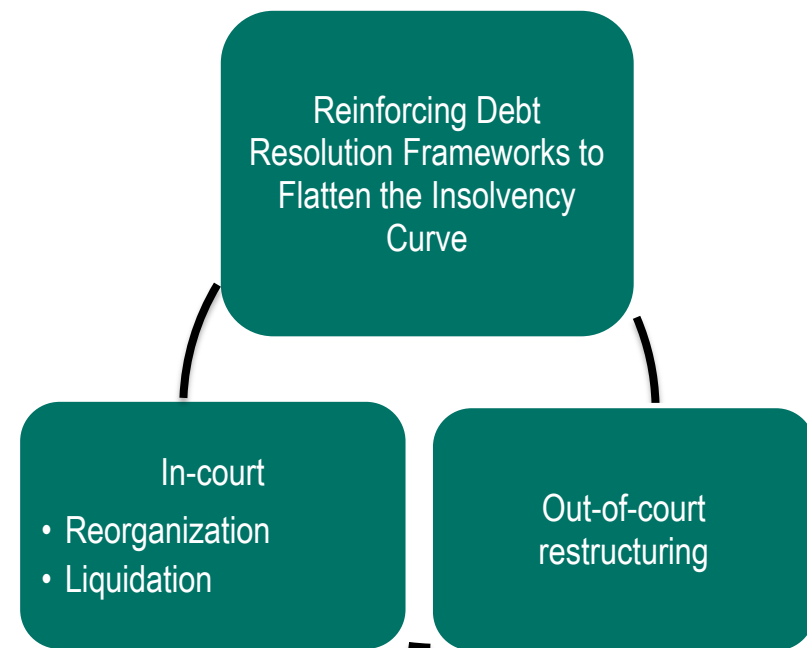 Reinforcing Debt
Resolution Frameworks to
Flatten the Insolvency
Curve
In-court
• Reorganization
• Liquidation
Out-of-court
restructuring